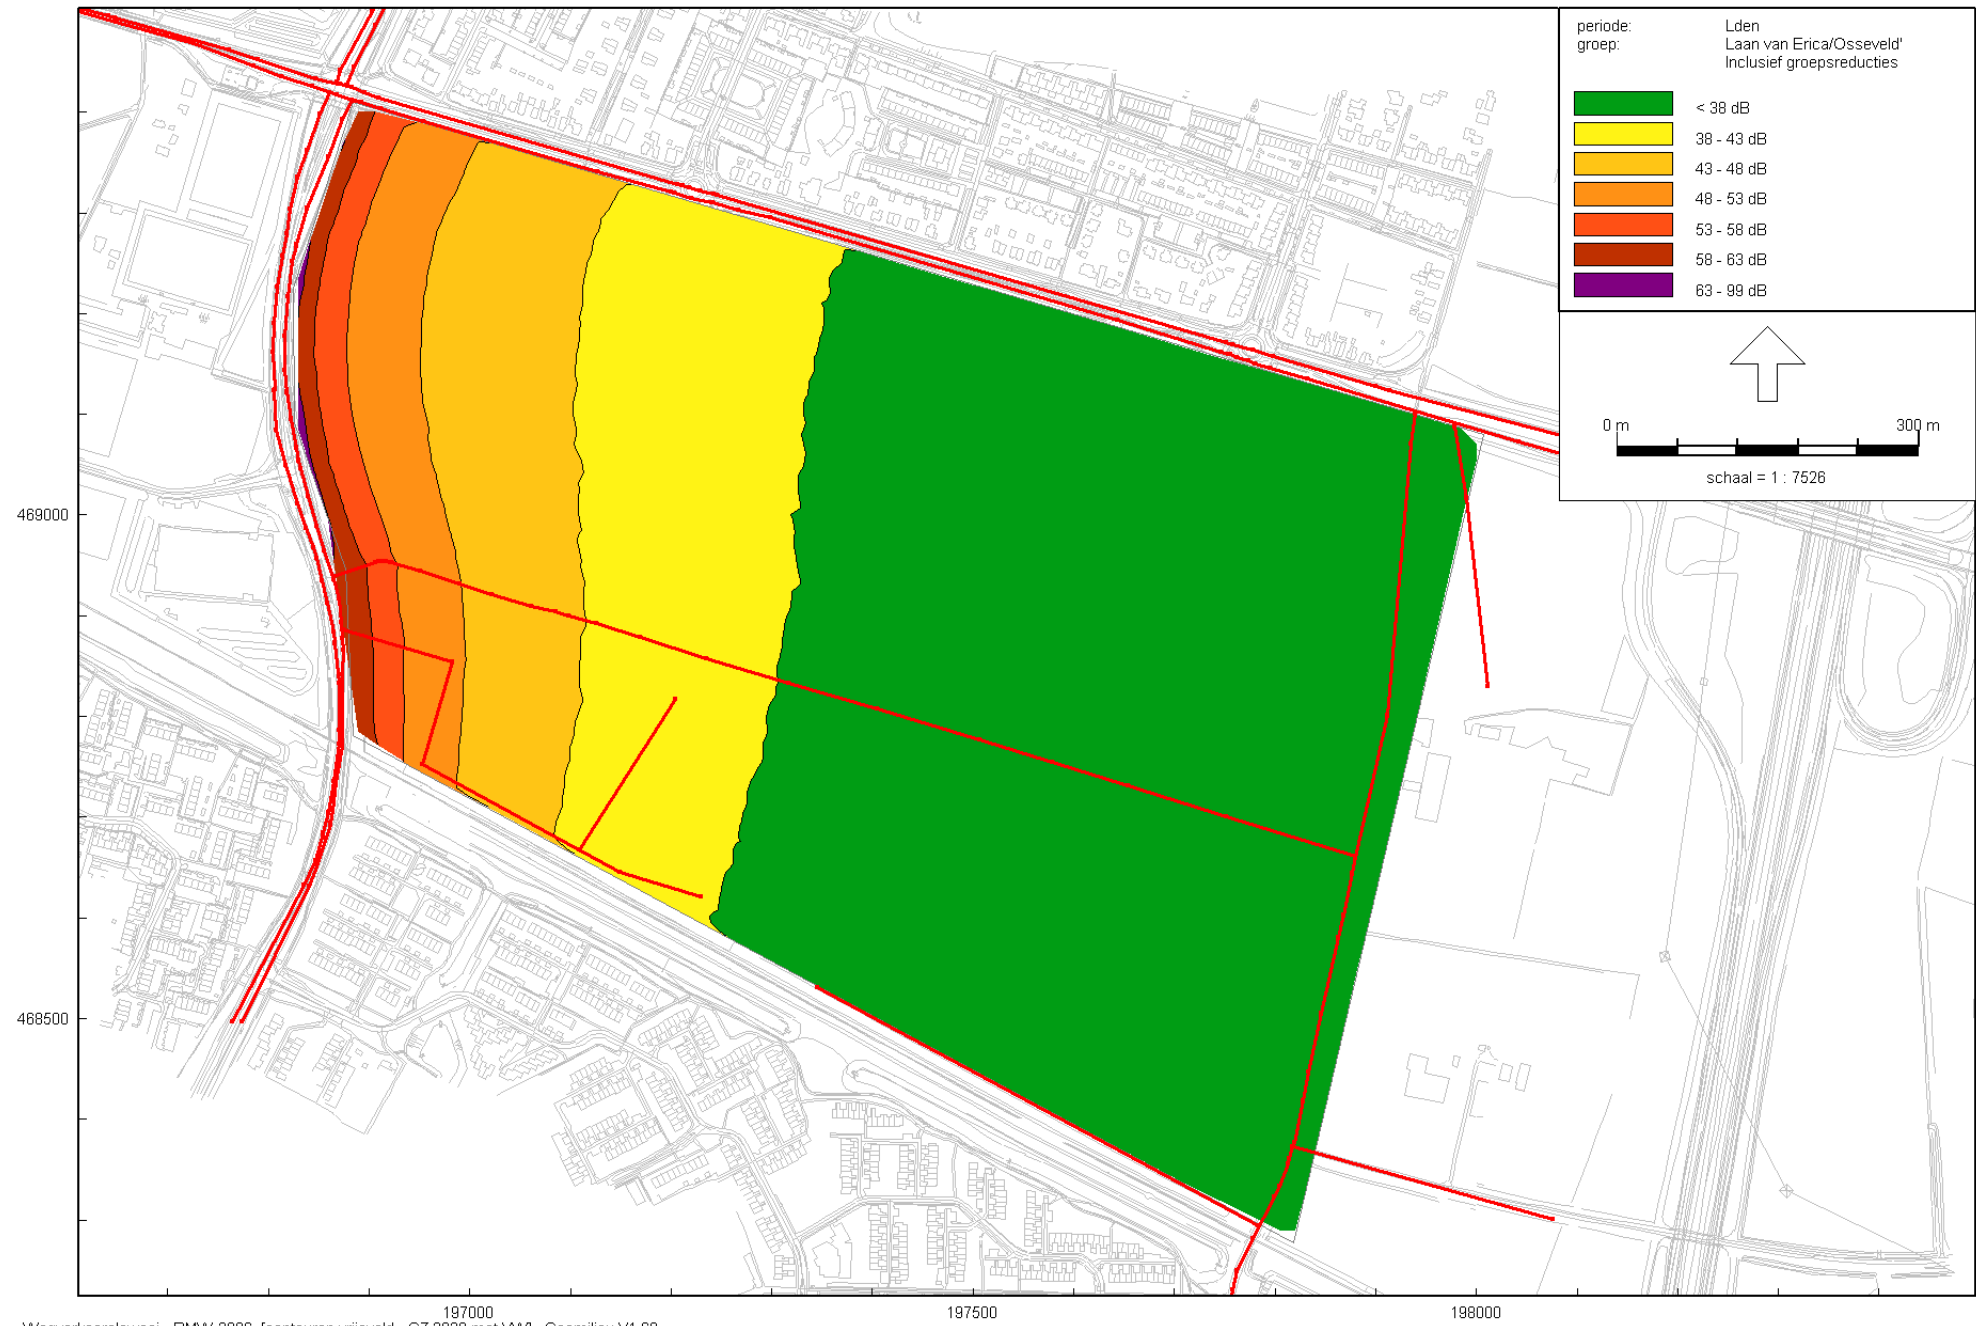 periode: Lden
groep: Laan van Erica/Osseveld'
Inclusief groepsreducties
< 38 dB
38 - 43 dB
43 - 48 dB
48 - 53 dB
53 - 58 dB
58 - 63 dB
63 - 99 dB
0 m 300 m
schaal = 1 : 7526
469000
468500
197000 197500 198000